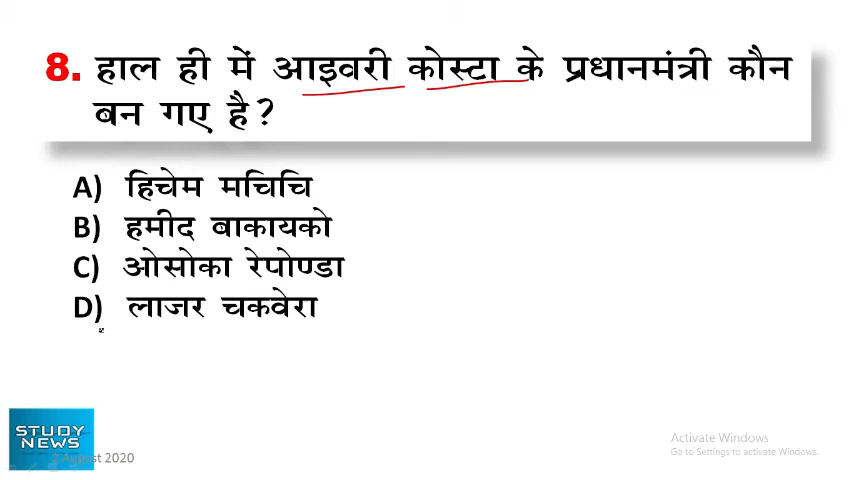 8. हाल ही में आइवरी कोस्टा के प्रधानमंत्री कौन
बन गए है?
A) हिचेम मचिचि
B) हमीद बाकायको
C) ओसोका रेपोण्डा
D) लाजर चकवेरा
STUDY
NEWS
August 2020
Activate Windows
Go to Settings to activate Windows.